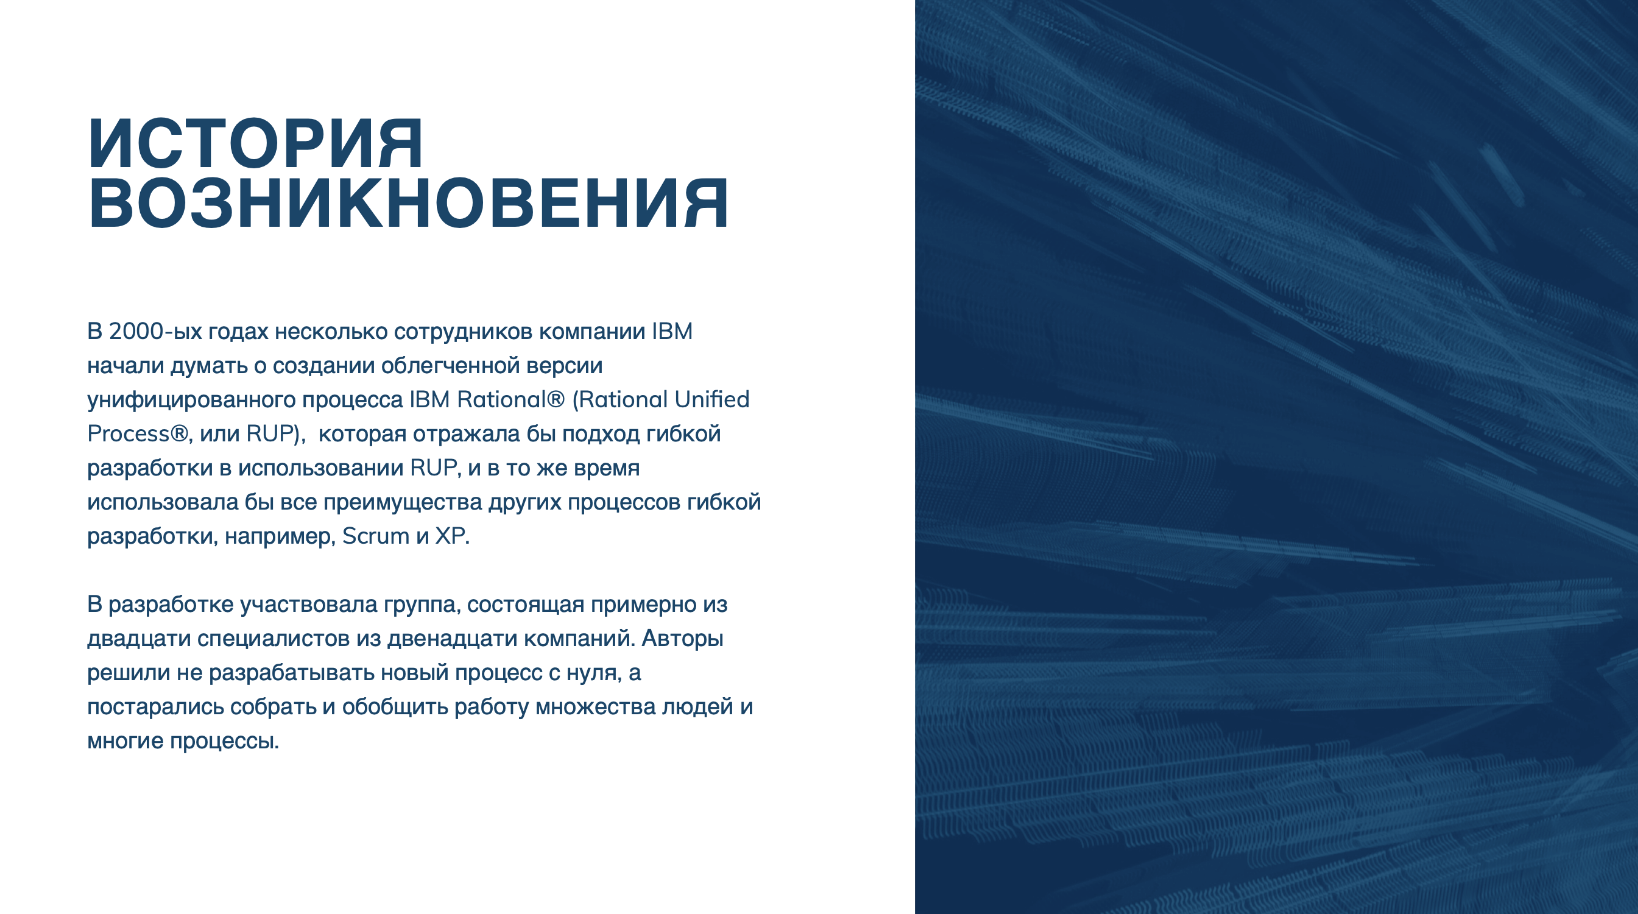 ИСТОРИЯ
ВОЗНИКНОВЕНИЯ
В 2000-ых годах несколько сотрудников компании IBM
начали думать о создании облегченной версии
унифицированного процесса IBM Rational® (Rational Unified
Process®, или RUP),  которая отражала бы подход гибкой
разработки в использовании RUP, и в то же время
использовала бы все преимущества других процессов гибкой
разработки, например, Scrum и XP.
В разработке участвовала группа, состоящая примерно из
двадцати специалистов из двенадцати компаний. Авторы
решили не разрабатывать новый процесс с нуля, а
постарались собрать и обобщить работу множества людей и
многие процессы.